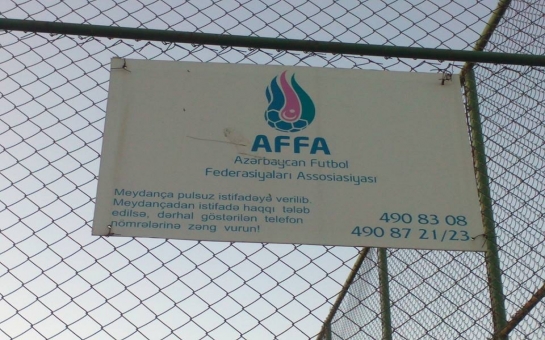 AFFA
Azərbaycan Futbol
Federasiyaları Assosiasiyası
Meydança pulsuz istifadəyə verilib.
Meydançadan istifadə haqqı tələb
edilsə, dərhal göstərilən telefon
nömrələrinə zəng vurun!
490 83 08
490 87 21/23